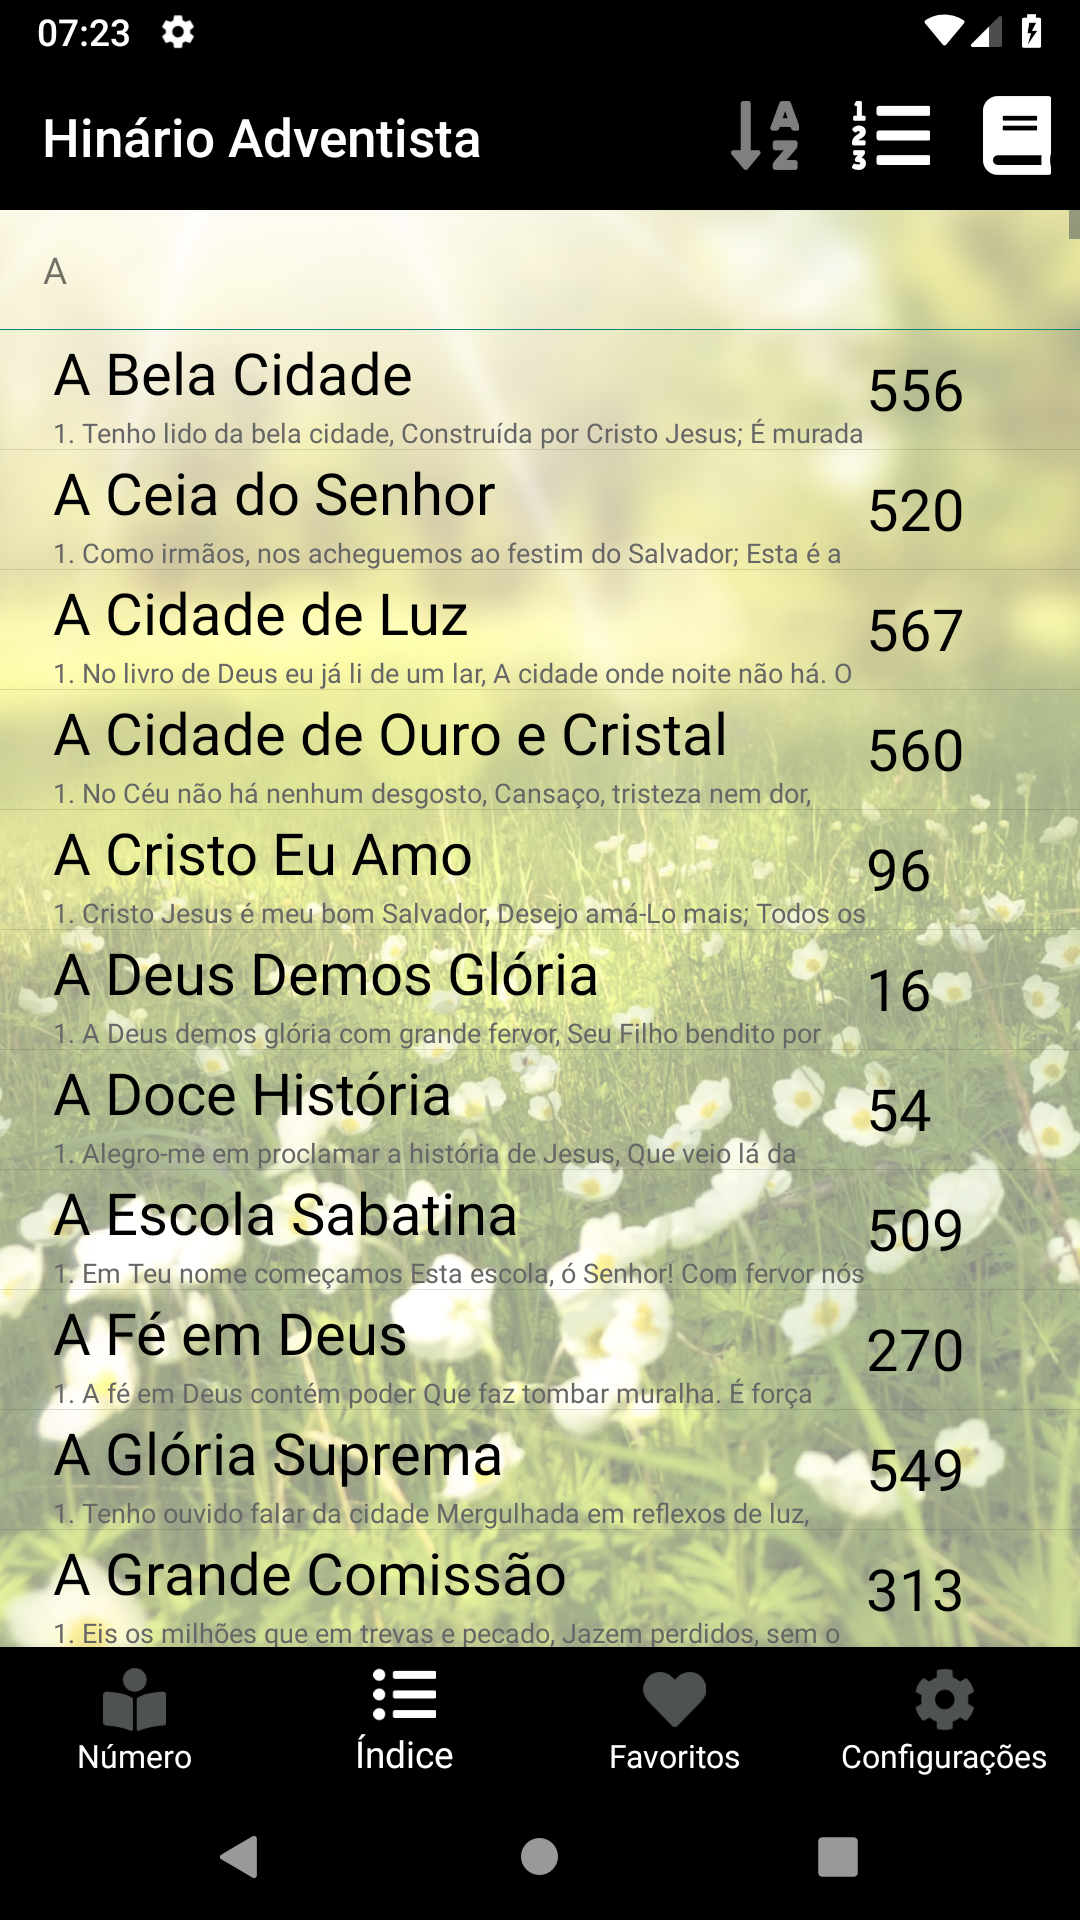 07:23
Hinário Adventista
A
A Bela Cidade
556
1. Tenho lido da bela cidade, Construída por Cristo Jesus; É murada
A Ceia do Senhor
520
1. Como irmãos, nos acheguemos ao festim do Salvador; Esta é a
A Cidade de Luz
567
1. No livro de Deus eu já li de um lar, A cidade onde noite não há. O
A Cidade de Ouro e Cristal
560
1. No Céu não há nenhum desgosto, Cansaço, tristeza nem dor,
A Cristo Eu Amo
96
1. Cristo Jesus é meu bom Salvador, Desejo amá-Lo mais; Todos os
A Deus Demos Glória
16
1. A Deus demos glória com grande fervor, Seu Filho bendito por
A Doce História
54
1. Alegro-me em proclamar a história de Jesus, Que veio lá da
A Escola Sabatina
509
1. Em Teu nome começamos Esta escola, ó Senhor! Com fervor nós
A Fé em Deus
270
1. A fé em Deus contém poder Que faz tombar muralha. É força
A Glória Suprema
549
1. Tenho ouvido falar da cidade Mergulhada em reflexos de luz,
A Grande Comissão
313
1. Eis os milhões que em trevas e pecado, Jazem perdidos, sem o
Número
Índice
Favoritos
Configurações